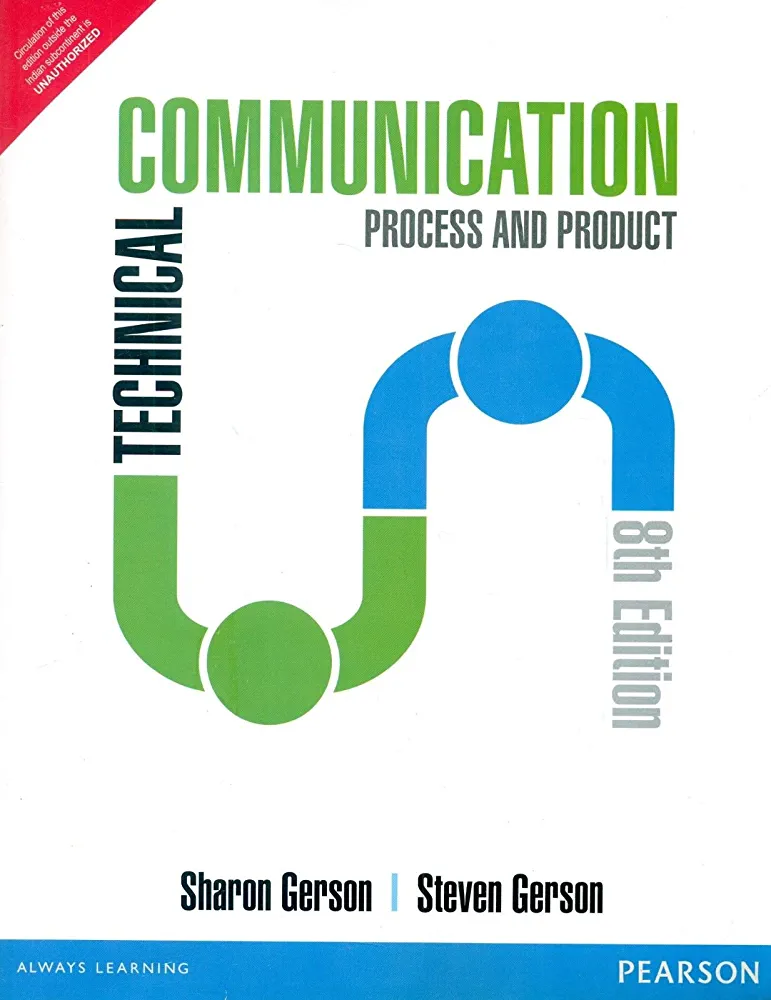 Circulation of this
edition outside the
Indian subcontinent is
UNAUTHORIZED
TECHNICAL
COMMUNICATION
PROCESS AND PRODUCT
8th Edition
Sharon Gerson | Steven Gerson
ALWAYS LEARNING
PEARSON